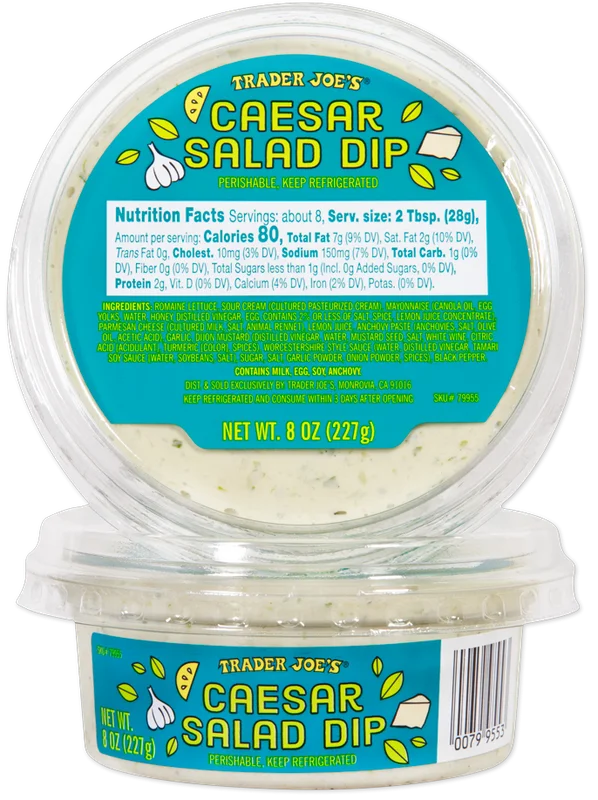 TRADER JOE'S®
CAESAR
SALAD DIP
PERISHABLE, KEEP REFRIGERATED
Nutrition Facts Servings: about 8, Serv. size: 2 Tbsp. (28g),
Amount per serving: Calories 80, Total Fat 7g (9% DV), Sat. Fat 2g (10% DV),
Trans Fat 0g, Cholest. 10mg (3% DV), Sodium 150mg (7% DV), Total Carb. 1g (0%
DV), Fiber 0g (0% DV), Total Sugars less than 1g (Incl. 0g Added Sugars, 0% DV),
Protein 2g, Vit. D (0% DV), Calcium (4% DV), Iron (2% DV), Potas. (0% DV).
INGREDIENTS: ROMAINE LETTUCE, SOUR CREAM (CULTURED PASTEURIZED CREAM), MAYONNAISE (CANOLA OIL, EGG
YOLKS, WATER, HONEY, DISTILLED VINEGAR, EGG, CONTAINS 2% OR LESS OF SALT, SPICE, LEMON JUICE CONCENTRATE),
PARMESAN CHEESE (CULTURED MILK, SALT, ANIMAL RENNET), LEMON JUICE, ANCHOVY PASTE (ANCHOVIES, SALT, OLIVE
OIL, ACETIC ACID), GARLIC, DIJON MUSTARD (DISTILLED VINEGAR, WATER, MUSTARD SEED, SALT, WHITE WINE, CITRIC
ACID (ACIDULANT), TURMERIC (COLOR), SPICES), WORCESTERSHIRE STYLE SAUCE (WATER, DISTILLED VINEGAR, TAMARI
SOY SAUCE (WATER, SOYBEANS, SALT), SUGAR, SALT, GARLIC POWDER, ONION POWDER, SPICES), BLACK PEPPER.
CONTAINS MILK, EGG, SOY, ANCHOVY.
DIST. & SOLD EXCLUSIVELY BY: TRADER JOE'S, MONROVIA, CA 91016
KEEP REFRIGERATED AND CONSUME WITHIN 3 DAYS AFTER OPENING SKU# 79955
NET WT. 8 OZ (227g)
SKU# 79955
TRADER JOE'S®
CAESAR
SALAD DIP
NET WT.
8 OZ (227g)
PERISHABLE, KEEP REFRIGERATED
0079 9553